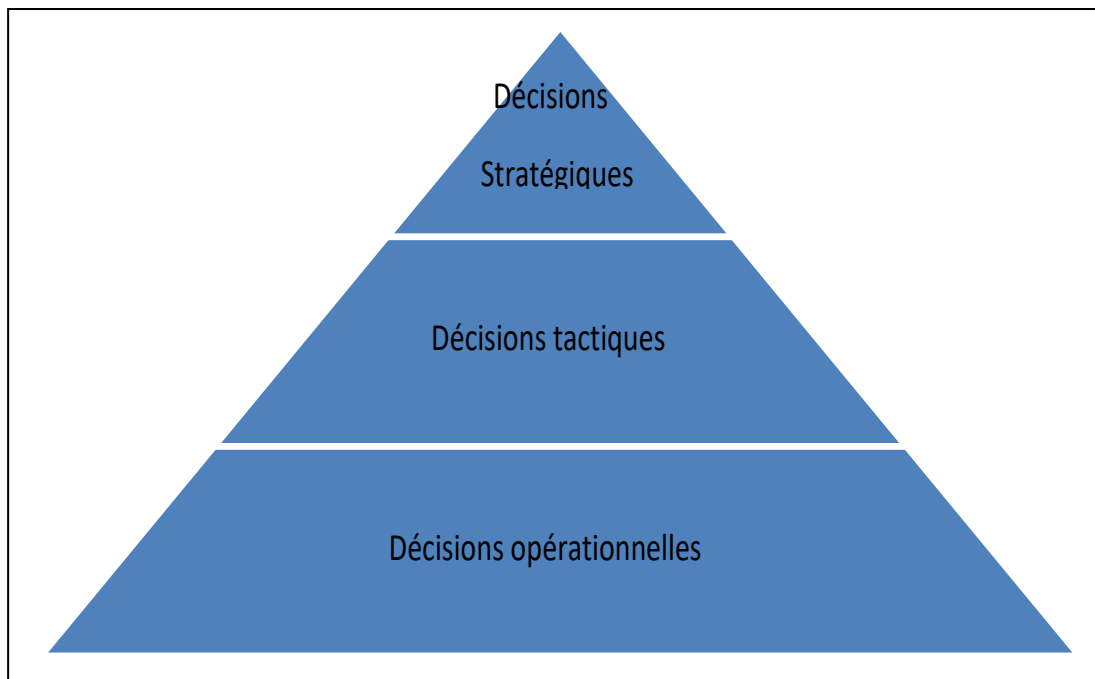 Décisions
Stratégiques
Décisions tactiques
Décisions opérationnelles